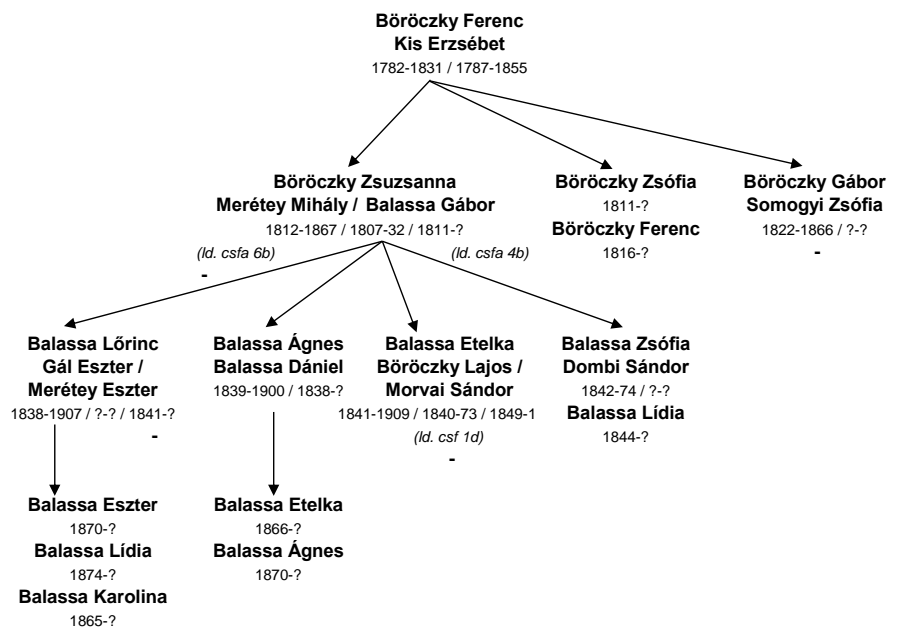 Böröczky Ferenc
Kis Erzsébet
1782-1831 / 1787-1855
Böröczky Zsuzsanna
Merétey Mihály / Balassa Gábor
1812-1867 / 1807-32 / 1811-?
(ld. csfa 6b)
(ld. csfa 4b)
-
Böröczky Zsófia
1811-?
Böröczky Ferenc
1816-?
Böröczky Gábor
Somogyi Zsófia
1822-1866 / ?-?
-
Balassa Lőrinc
Gál Eszter /
Merétey Eszter
1838-1907 / ?-? / 1841-?
-
Balassa Ágnes
Balassa Dániel
1839-1900 / 1838-?
Balassa Etelka
Böröczky Lajos /
Morvai Sándor
1841-1909 / 1840-73 / 1849-1
(ld. csf 1d)
-
Balassa Zsófia
Dombi Sándor
1842-74 / ?-?
Balassa Lídia
1844-?
Balassa Eszter
1870-?
Balassa Lídia
1874-?
Balassa Karolina
1865-?
Balassa Etelka
1866-?
Balassa Ágnes
1870-?